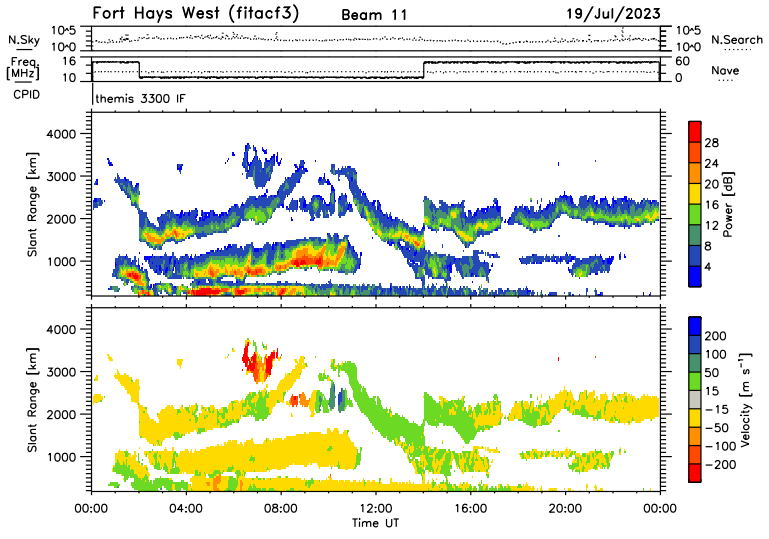 Fort Hays West (fitacf3) Beam 11 19/Jul/2023
N.Sky 10^5 10^0 10^5 10^0 N.Search
Freq. [MHz] 16 10 60 0 Nave
CPID themis 3300 IF
Slant Range [km] 4000 3000 2000 1000
28 24 20 16 12 8 4 Power [dB]
Slant Range [km] 4000 3000 2000 1000
200 100 50 15 −15 −50 −100 −200 Velocity [m s⁻¹]
00:00 04:00 08:00 12:00 16:00 20:00 00:00
Time UT